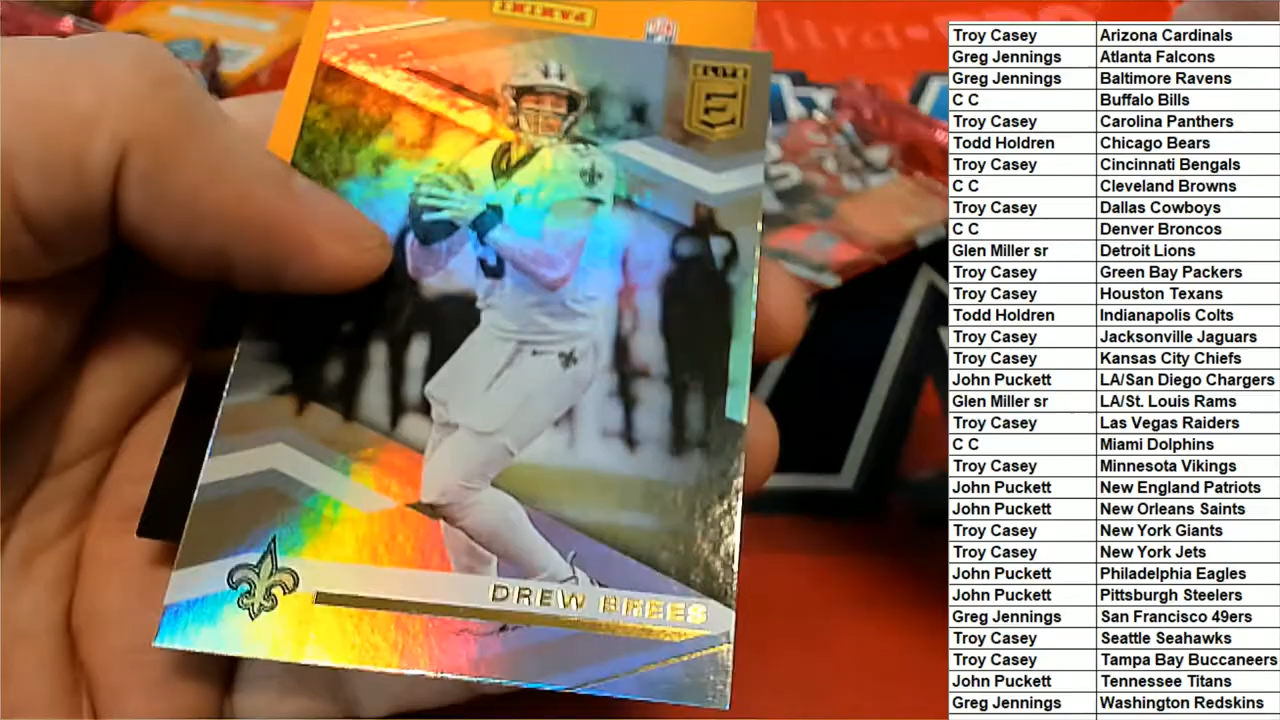 PANINI
ELITE
E
DREW BREES
Troy Casey Arizona Cardinals
Greg Jennings Atlanta Falcons
Greg Jennings Baltimore Ravens
C C Buffalo Bills
Troy Casey Carolina Panthers
Todd Holdren Chicago Bears
Troy Casey Cincinnati Bengals
C C Cleveland Browns
Troy Casey Dallas Cowboys
C C Denver Broncos
Glen Miller sr Detroit Lions
Troy Casey Green Bay Packers
Troy Casey Houston Texans
Todd Holdren Indianapolis Colts
Troy Casey Jacksonville Jaguars
Troy Casey Kansas City Chiefs
John Puckett LA/San Diego Chargers
Glen Miller sr LA/St. Louis Rams
Troy Casey Las Vegas Raiders
C C Miami Dolphins
Troy Casey Minnesota Vikings
John Puckett New England Patriots
John Puckett New Orleans Saints
Troy Casey New York Giants
Troy Casey New York Jets
John Puckett Philadelphia Eagles
John Puckett Pittsburgh Steelers
Greg Jennings San Francisco 49ers
Troy Casey Seattle Seahawks
Troy Casey Tampa Bay Buccaneers
John Puckett Tennessee Titans
Greg Jennings Washington Redskins